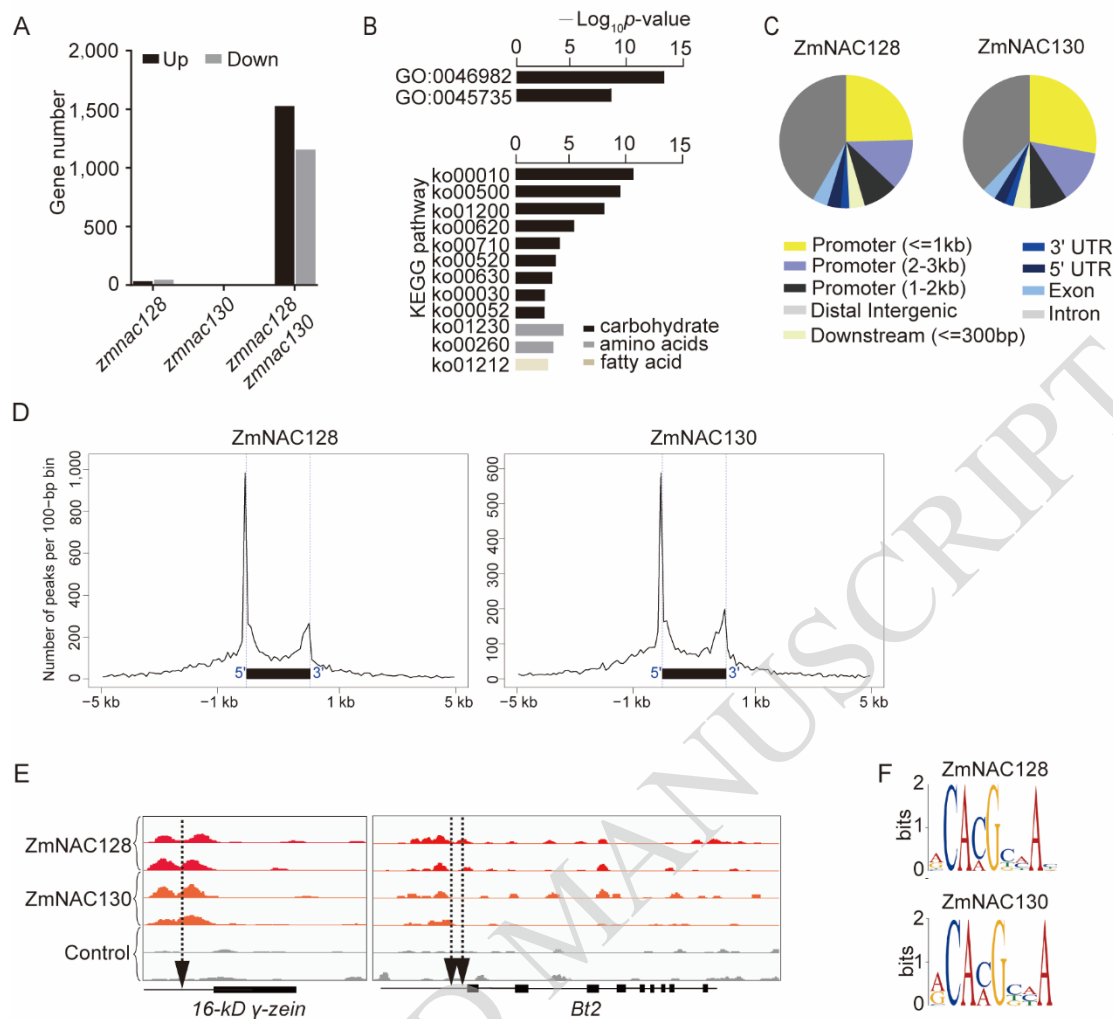 A
2,000
1,500
1,000
500
0
Gene number
Up
Down
zmnac128
zmnac130
zmnac128
zmnac130
B
— Log10p-value
0 5 10 15
GO:0046982
GO:0045735
0 5 10 15
KEGG pathway
ko00010
ko00500
ko01200
ko00620
ko00710
ko00520
ko00630
ko00030
ko00052
ko01230
ko00260
ko01212
carbohydrate
amino acids
fatty acid
C
ZmNAC128
ZmNAC130
Promoter (<=1kb)
Promoter (2-3kb)
Promoter (1-2kb)
Distal Intergenic
Downstream (<=300bp)
3' UTR
5' UTR
Exon
Intron
D
ZmNAC128
Number of peaks per 100-bp bin
1,000
800
600
400
200
0
5' 3'
−5 kb −1 kb 1 kb 5 kb
ZmNAC130
600
500
400
300
200
100
0
5' 3'
−5 kb −1 kb 1 kb 5 kb
E
ZmNAC128
ZmNAC130
Control
16-kD γ-zein
Bt2
F
ZmNAC128
bits
2
1
0
CACG A
ZmNAC130
bits
2
1
0
CACG A
D MANUSCRIPT